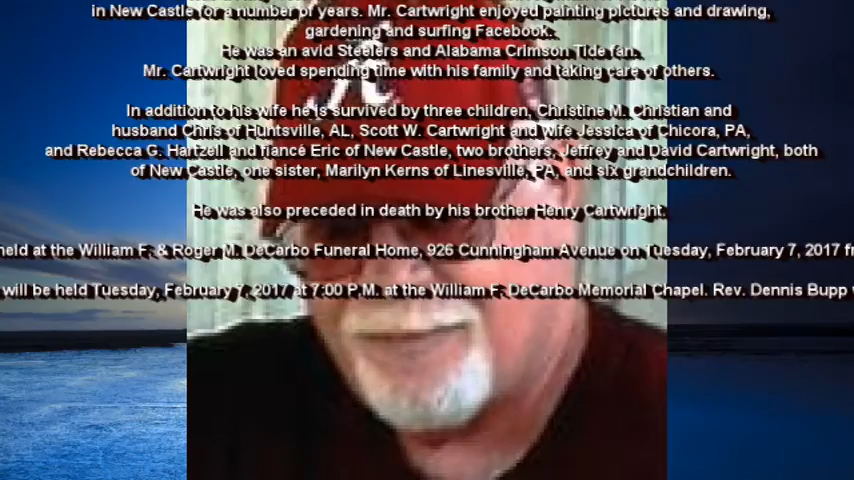 in New Castle for a number of years. Mr. Cartwright enjoyed painting pictures and drawing,
gardening and surfing Facebook.
He was an avid Steelers and Alabama Crimson Tide fan.
Mr. Cartwright loved spending time with his family and taking care of others.
In addition to his wife he is survived by three children, Christine M. Christian and
husband Chris of Huntsville, AL, Scott W. Cartwright and wife Jessica of Chicora, PA,
and Rebecca G. Hartzell and fiancé Eric of New Castle, two brothers, Jeffrey and David Cartwright, both
of New Castle, one sister, Marilyn Kerns of Linesville, PA, and six grandchildren.
He was also preceded in death by his brother Henry Cartwright.
held at the William F. & Roger M. DeCarbo Funeral Home, 926 Cunningham Avenue on Tuesday, February 7, 2017 fr
will be held Tuesday, February 7, 2017 at 7:00 P.M. at the William F. DeCarbo Memorial Chapel. Rev. Dennis Bupp